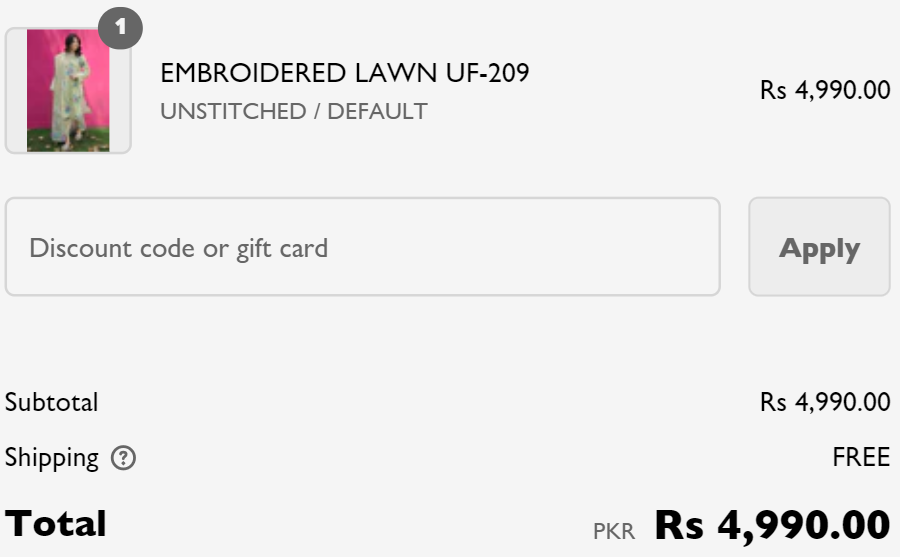 1
EMBROIDERED LAWN UF-209
Rs 4,990.00
UNSTITCHED / DEFAULT
Discount code or gift card
Apply
Subtotal
Rs 4,990.00
Shipping ?
FREE
Total
PKR Rs 4,990.00